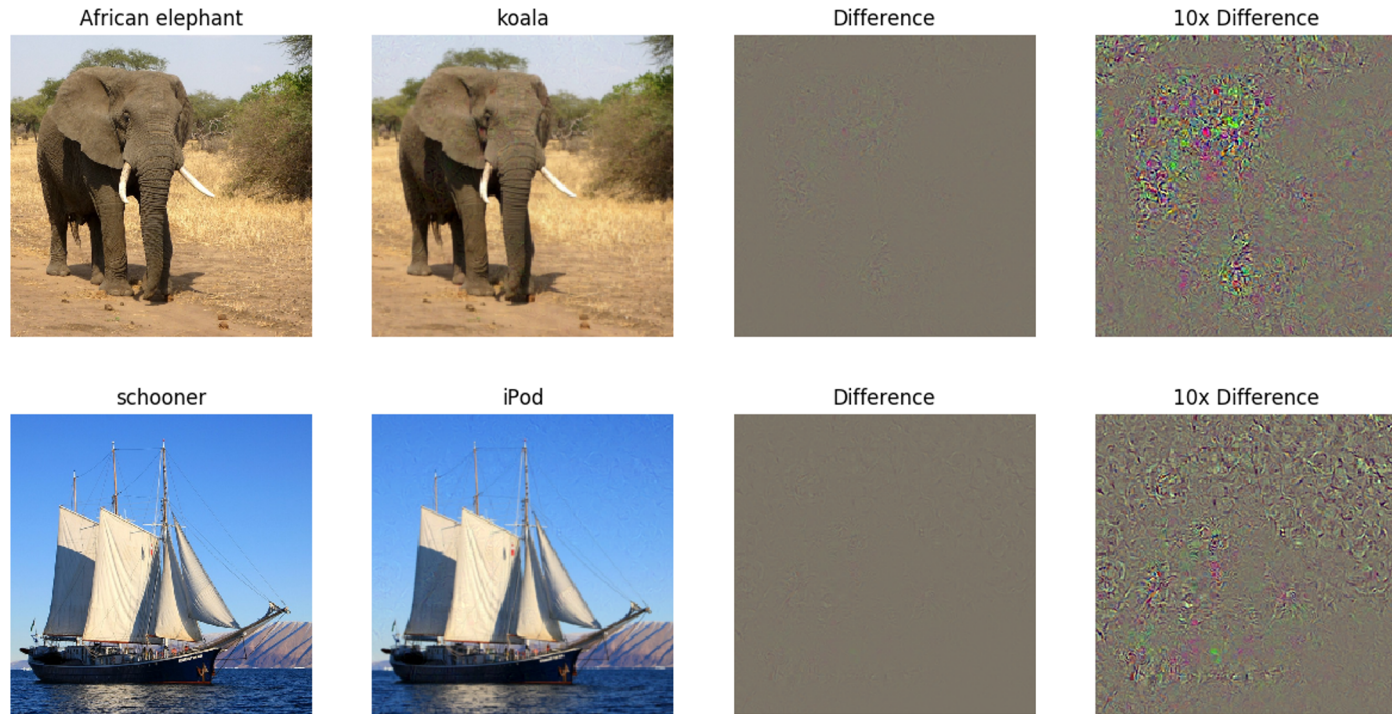 African elephant
koala
Difference
10x Difference
schooner
iPod
Difference
10x Difference